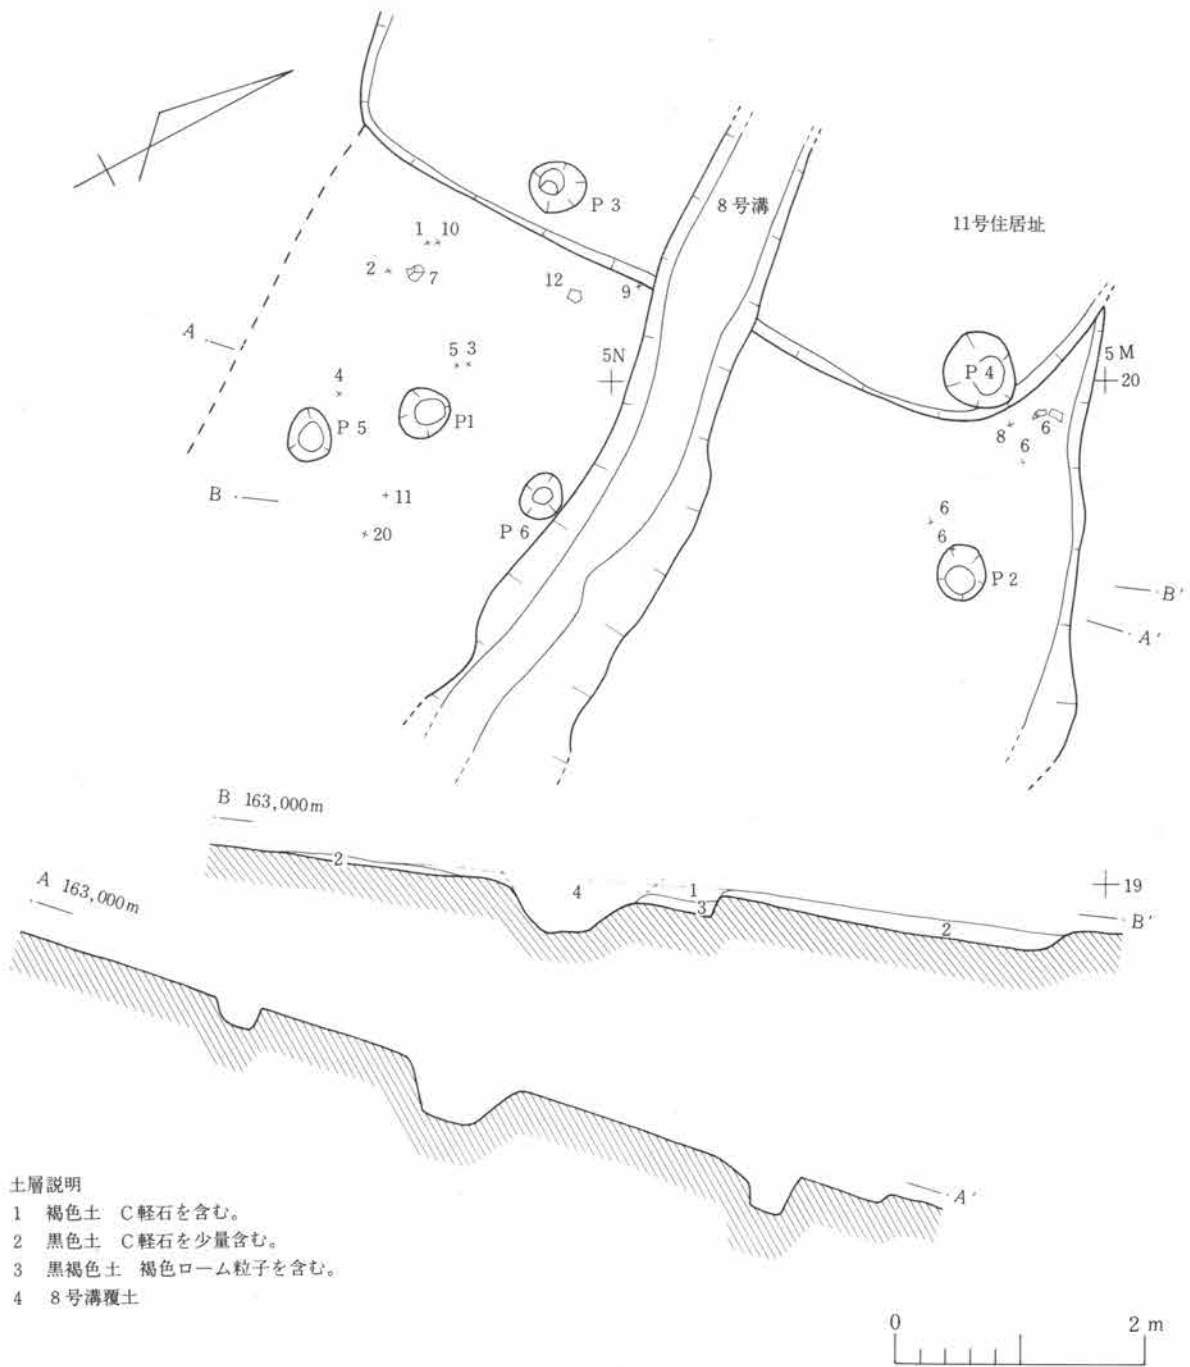 P 3
8号溝
11号住居址
1 10
2
7
12
9
A
5 3
5N
4
P 4
5 M
20
P 5
P1
8
6
6
B
11
6
20
P 6
6
P 2
B'
A'
B 163,000m
2
4
1
3
19
A 163,000m
2
B'
A'
土層説明
1 褐色土 C軽石を含む。
2 黒色土 C軽石を少量含む。
3 黒褐色土 褐色ローム粒子を含む。
4 8号溝覆土
0 2 m